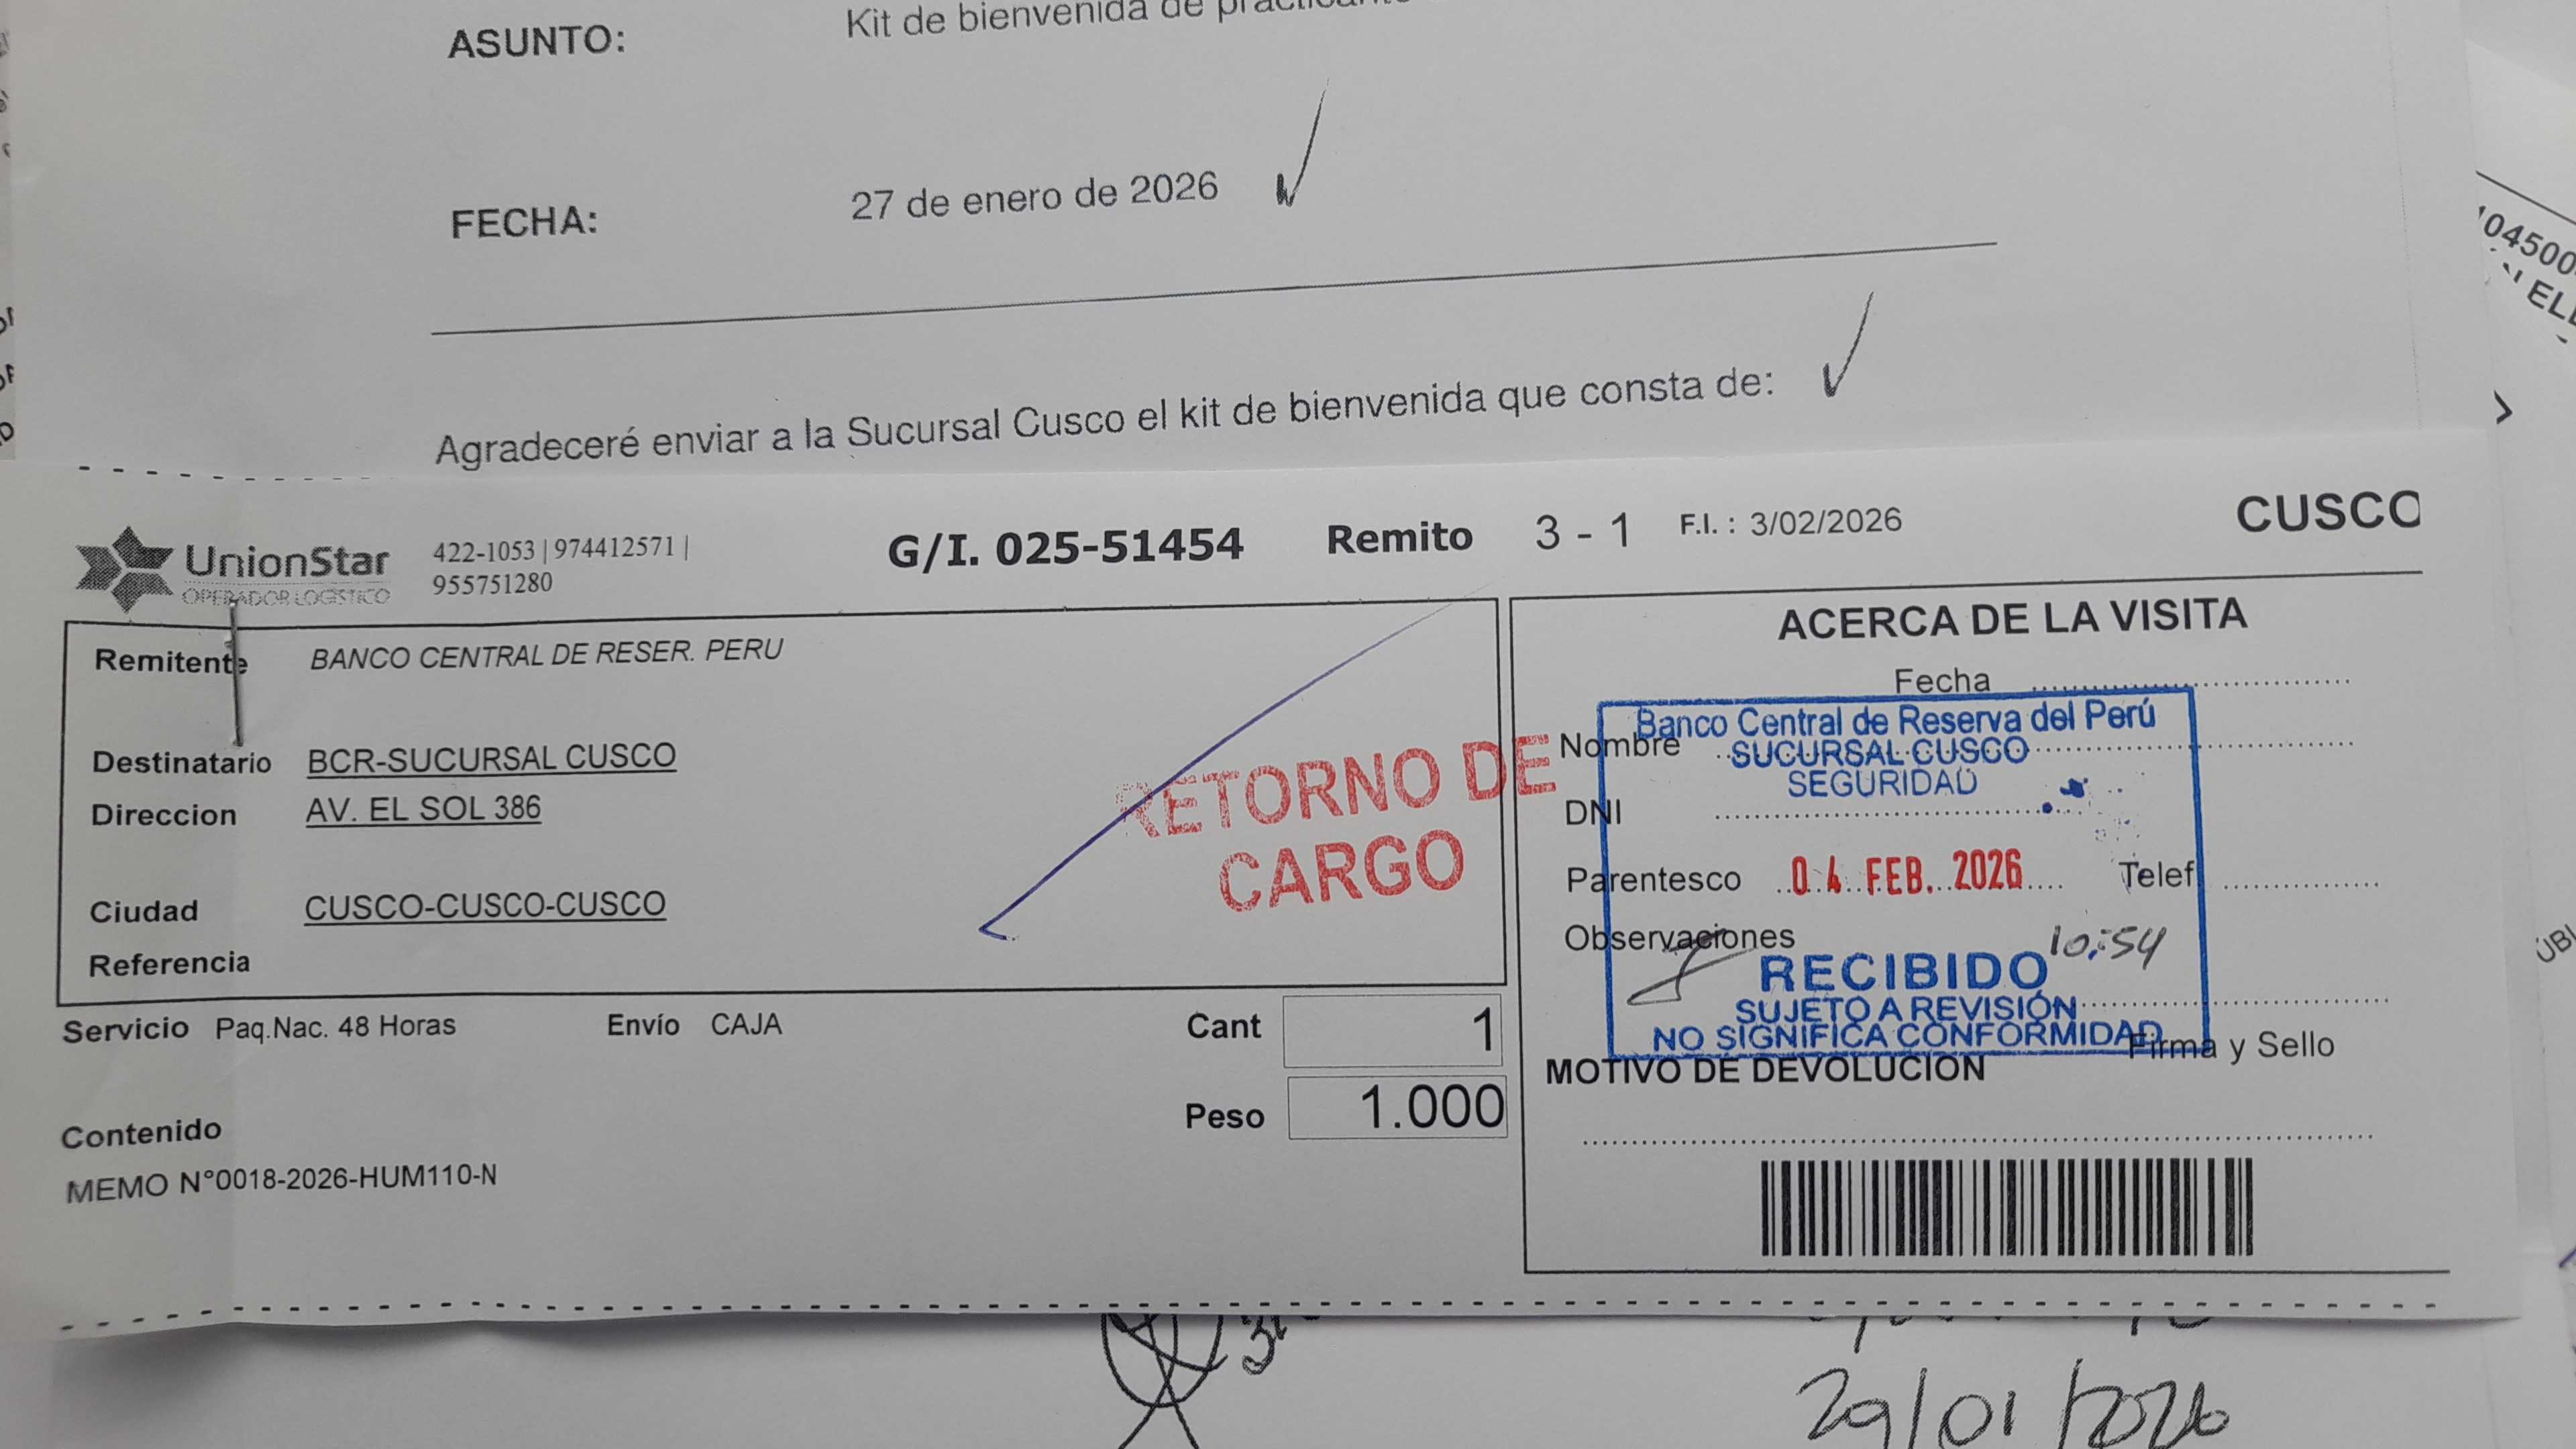 ASUNTO:
Kit de bienvenida de
FECHA:
27 de enero de 2026
Agradeceré enviar a la Sucursal Cusco el kit de bienvenida que consta de:
UnionStar
OPERADOR LOGÍSTICO
422-1053 | 974412571 |
955751280
G/I. 025-51454
Remito 3 - 1
F.I. : 3/02/2026
CUSCO
Remitente BANCO CENTRAL DE RESER. PERU
Destinatario BCR-SUCURSAL CUSCO
Direccion AV. EL SOL 386
Ciudad CUSCO-CUSCO-CUSCO
Referencia
RETORNO DE
CARGO
Servicio Paq.Nac. 48 Horas
Envío CAJA
Cant 1
Peso 1.000
Contenido
MEMO N°0018-2026-HUM110-N
ACERCA DE LA VISITA
Fecha
Nombre
DNI
Parentesco
Telef
Observaciones
Firma y Sello
MOTIVO DE DEVOLUCION
Banco Central de Reserva del Perú
SUCURSAL CUSCO
SEGURIDAD
04 FEB. 2026
10:54
RECIBIDO
SUJETO A REVISIÓN
NO SIGNIFICA CONFORMIDAD
29/01/2026